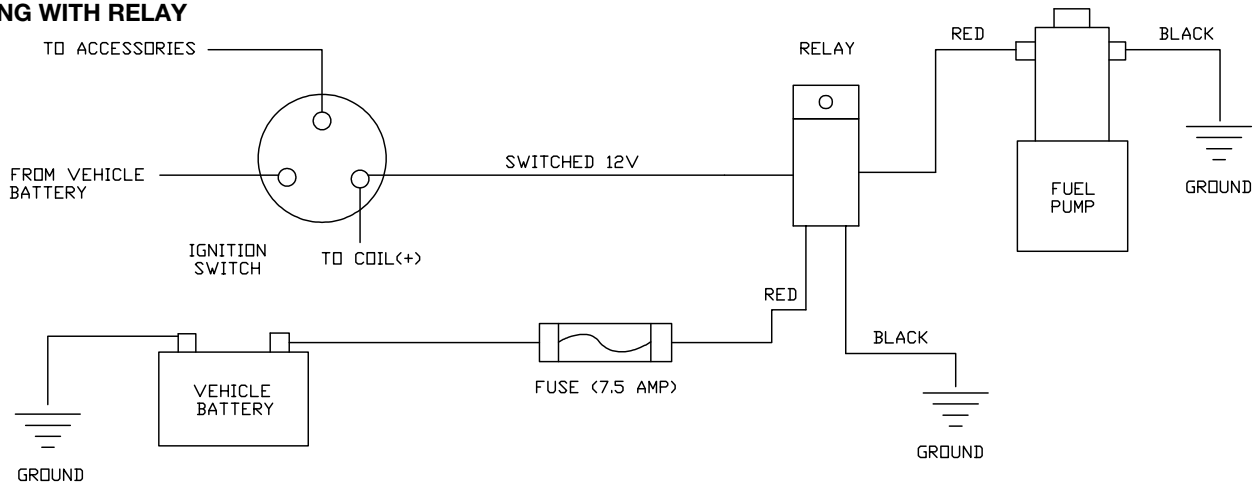 NG WITH RELAY
TO ACCESSORIES
RELAY
RED
BLACK
SWITCHED 12V
FROM VEHICLE
BATTERY
FUEL
PUMP
GROUND
IGNITION
SWITCH
TO COIL(+)
RED
BLACK
VEHICLE
BATTERY
FUSE (7.5 AMP)
GROUND
GROUND